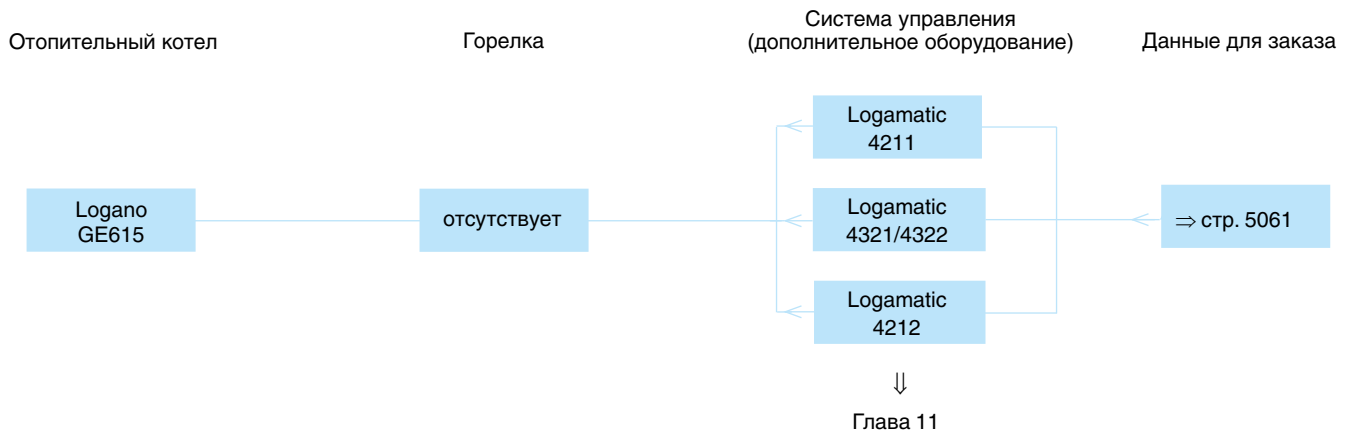 Отопительный котел
Горелка
Система управления
(дополнительное оборудование)
Данные для заказа
Logano
GE615
отсутствует
Logamatic
4211
Logamatic
4321/4322
Logamatic
4212
⇒ стр. 5061
⇓
Глава 11